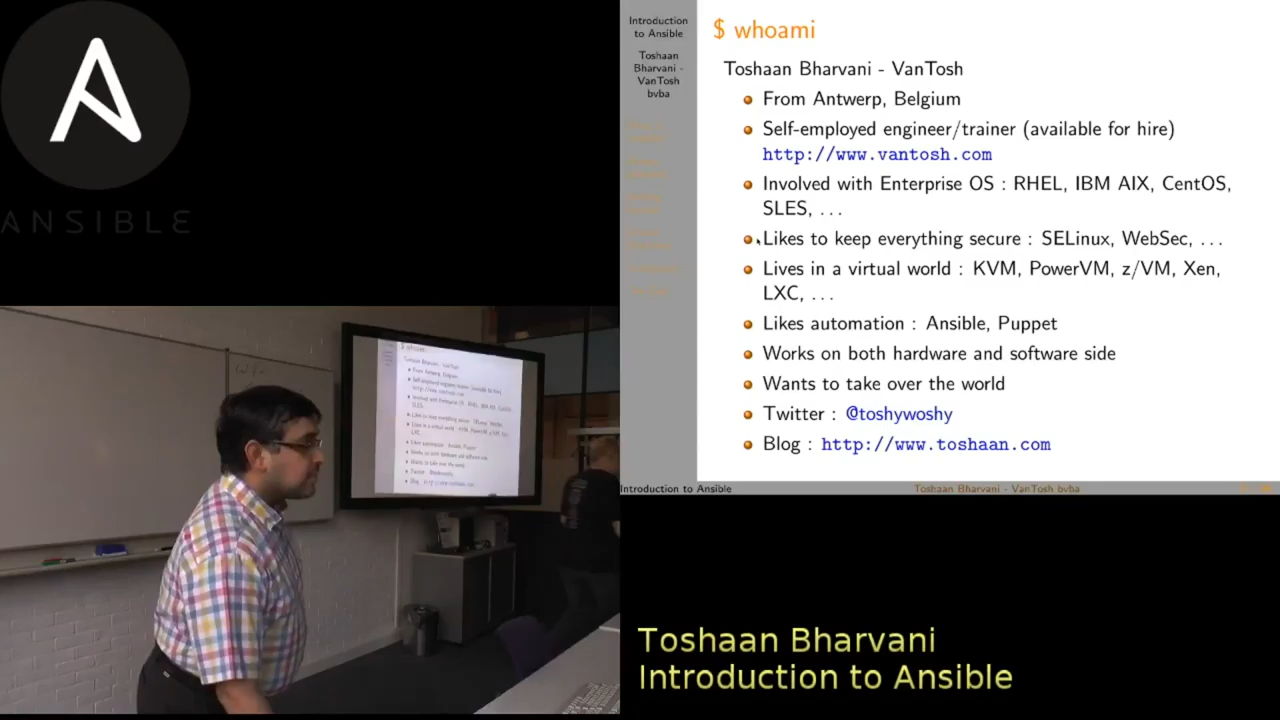 ANSIBLE
Introduction
to Ansible
Toshaan
Bharvani -
VanTosh
bvba
$ whoami
Toshaan Bharvani - VanTosh
From Antwerp, Belgium
Self-employed engineer/trainer (available for hire)
http://www.vantosh.com
Involved with Enterprise OS : RHEL, IBM AIX, CentOS,
SLES, ...
Likes to keep everything secure : SELinux, WebSec, ...
Lives in a virtual world : KVM, PowerVM, z/VM, Xen,
LXC, ...
Likes automation : Ansible, Puppet
Works on both hardware and software side
Wants to take over the world
Twitter : @toshywoshy
Blog : http://www.toshaan.com
Introduction to Ansible
Toshaan Bharvani - VanTosh bvba
Toshaan Bharvani
Introduction to Ansible